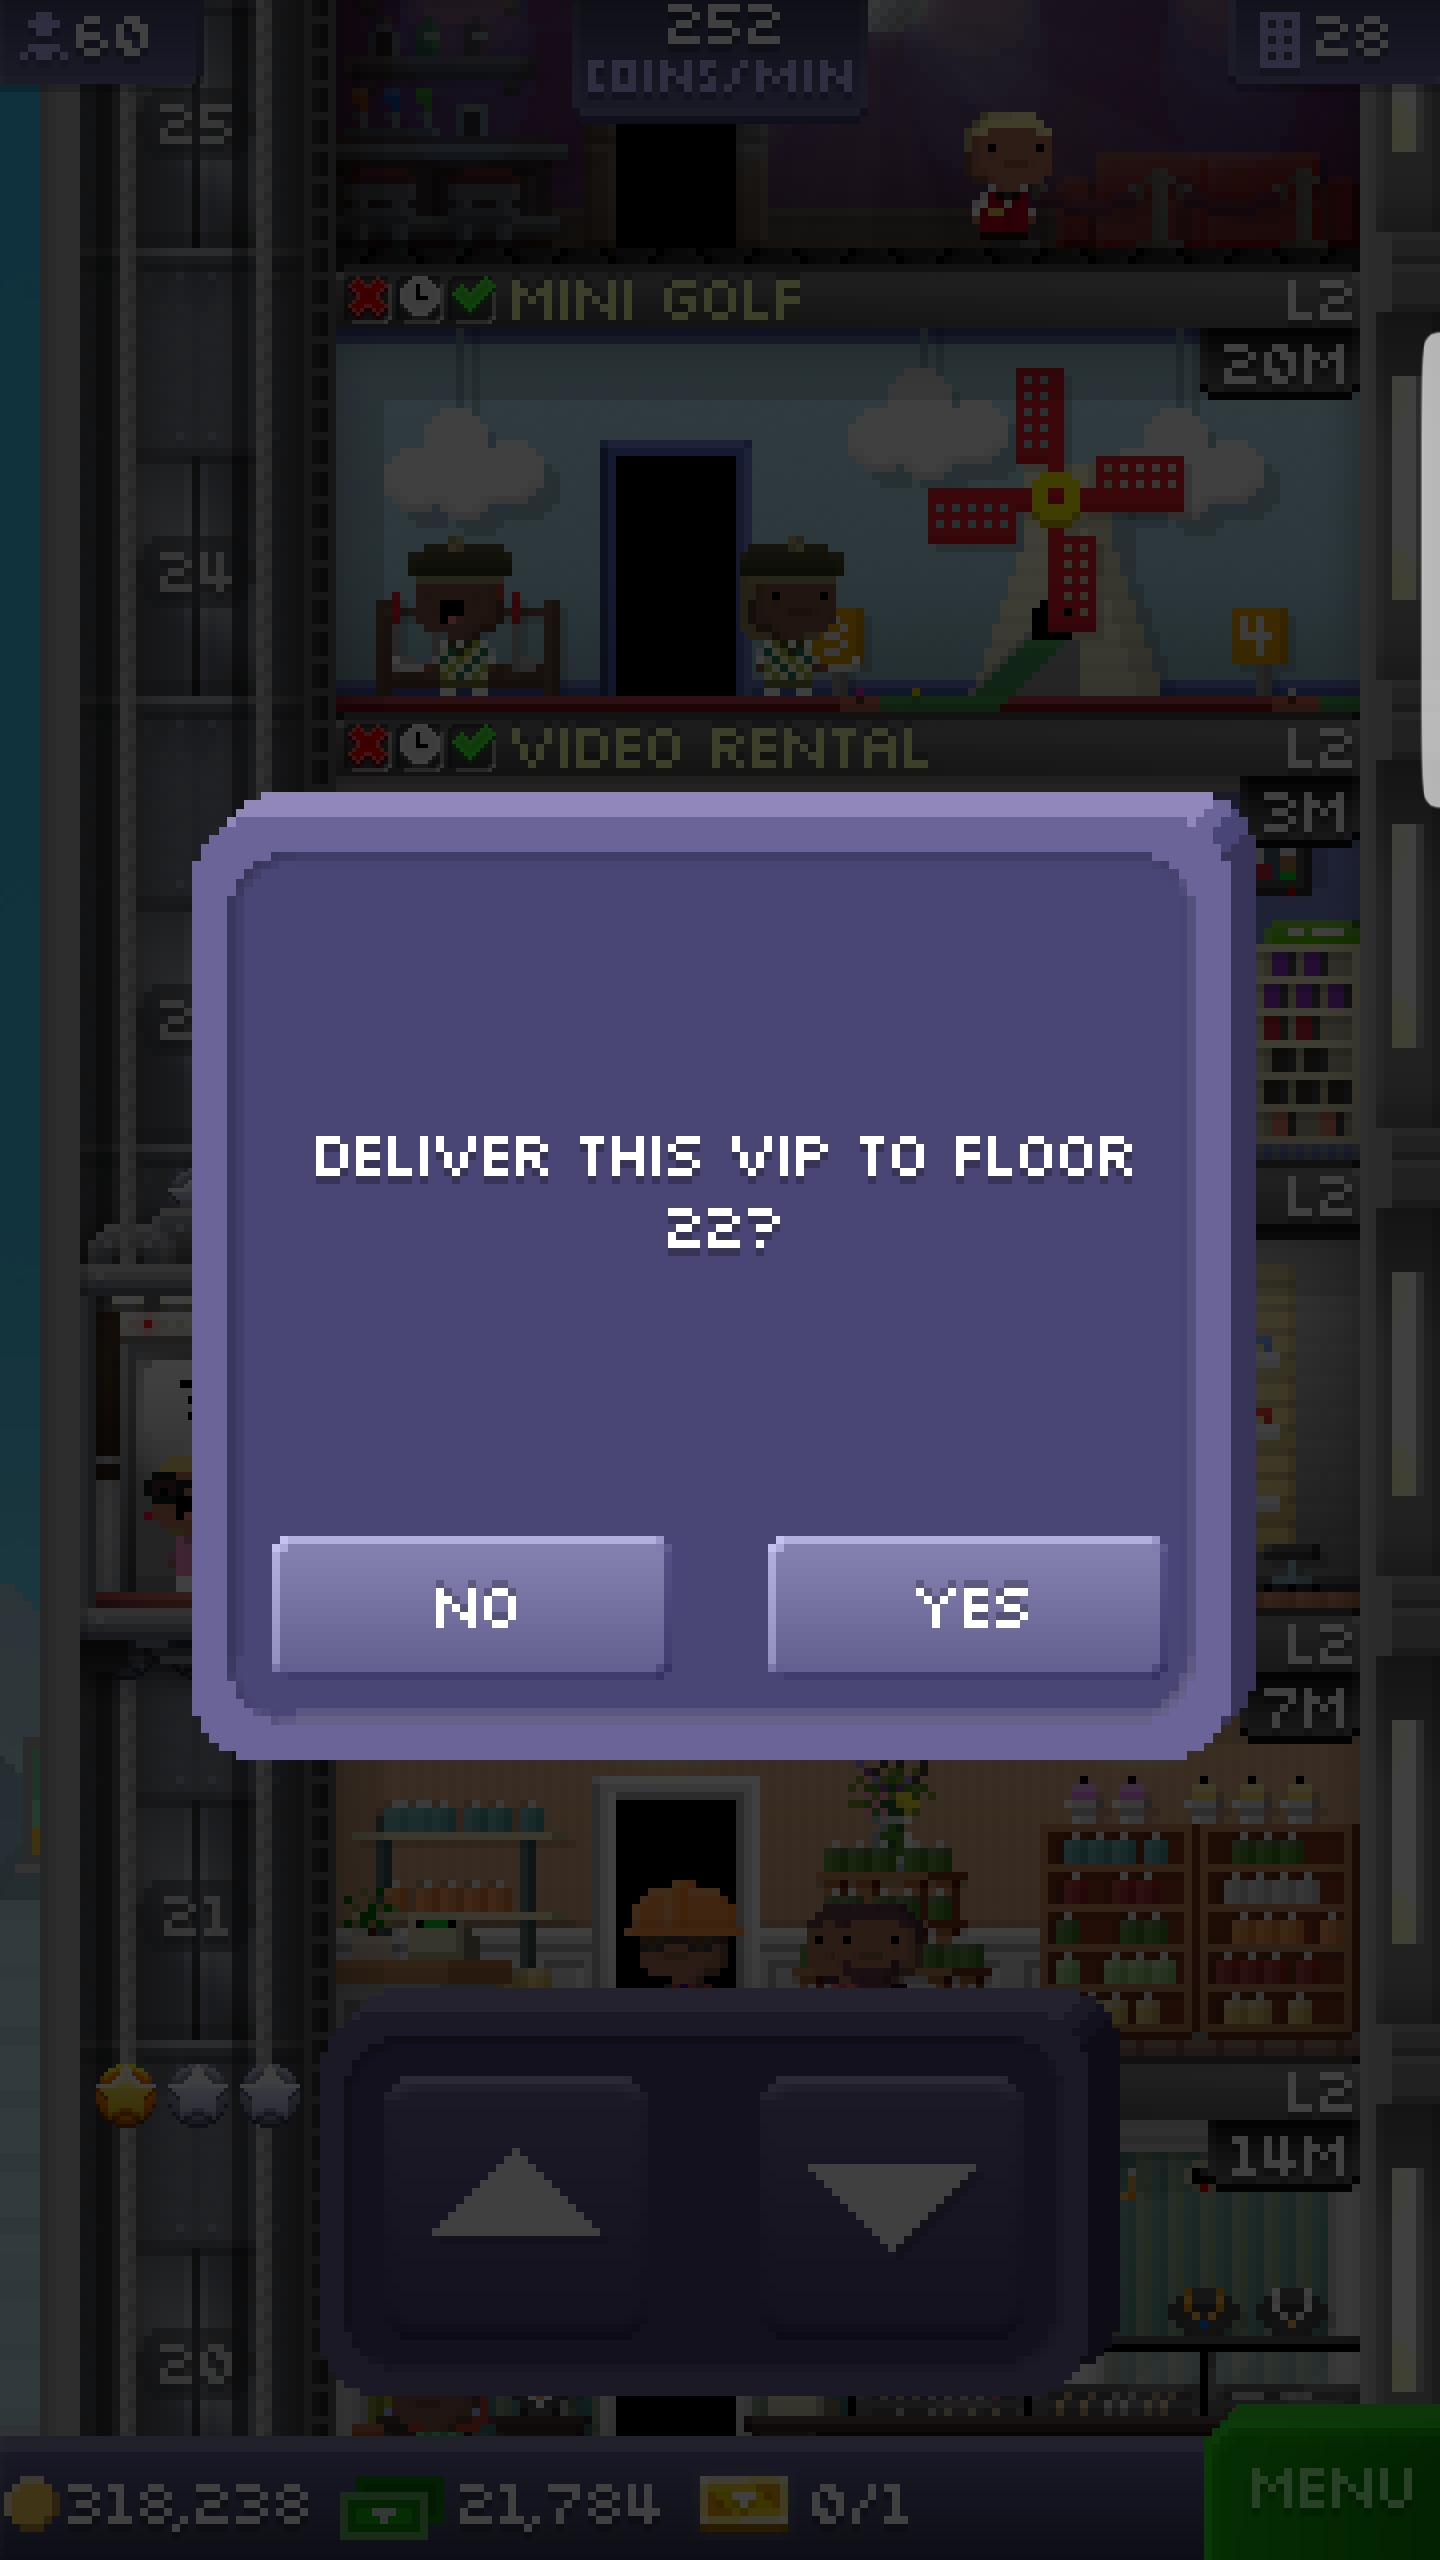 60
252
COINS/MIN
28
25
MINI GOLF L2
20M
24
4
VIDEO RENTAL L2
3M
DELIVER THIS VIP TO FLOOR
22?
L2
NO YES
L2
7M
21
L2
14M
20
318,238 21,784 0/1 MENU